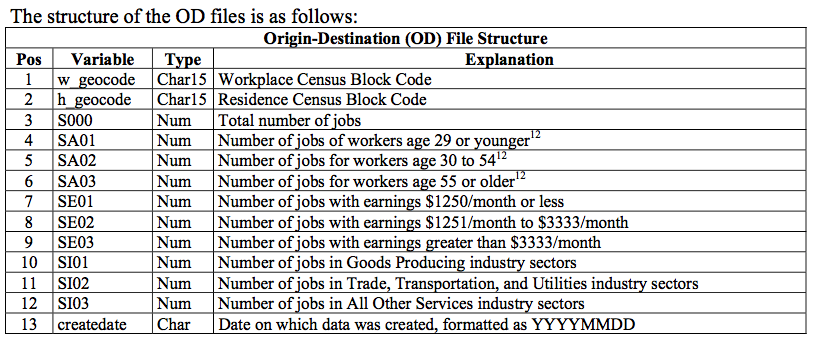 The structure of the OD files is as follows:
Origin-Destination (OD) File Structure
Pos Variable Type Explanation
1 w_geocode Char15 Workplace Census Block Code
2 h_geocode Char15 Residence Census Block Code
3 S000 Num Total number of jobs
4 SA01 Num Number of jobs of workers age 29 or younger12
5 SA02 Num Number of jobs for workers age 30 to 5412
6 SA03 Num Number of jobs for workers age 55 or older12
7 SE01 Num Number of jobs with earnings $1250/month or less
8 SE02 Num Number of jobs with earnings $1251/month to $3333/month
9 SE03 Num Number of jobs with earnings greater than $3333/month
10 SI01 Num Number of jobs in Goods Producing industry sectors
11 SI02 Num Number of jobs in Trade, Transportation, and Utilities industry sectors
12 SI03 Num Number of jobs in All Other Services industry sectors
13 createdate Char Date on which data was created, formatted as YYYYMMDD